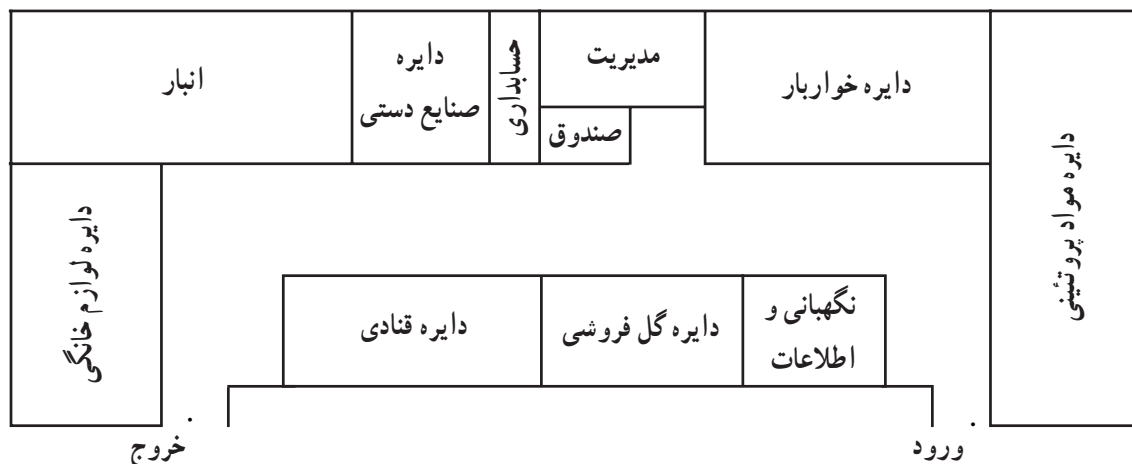 دایره مواد پروتئینی
دایره خواربار
مدیریت
صندوق
حسابداری
دایره
صنایع دستی
انبار
دایره لوازم خانگی
نگهبانی و
اطلاعات
دایره گل فروشی
دایره قنادی
ورود
خروج